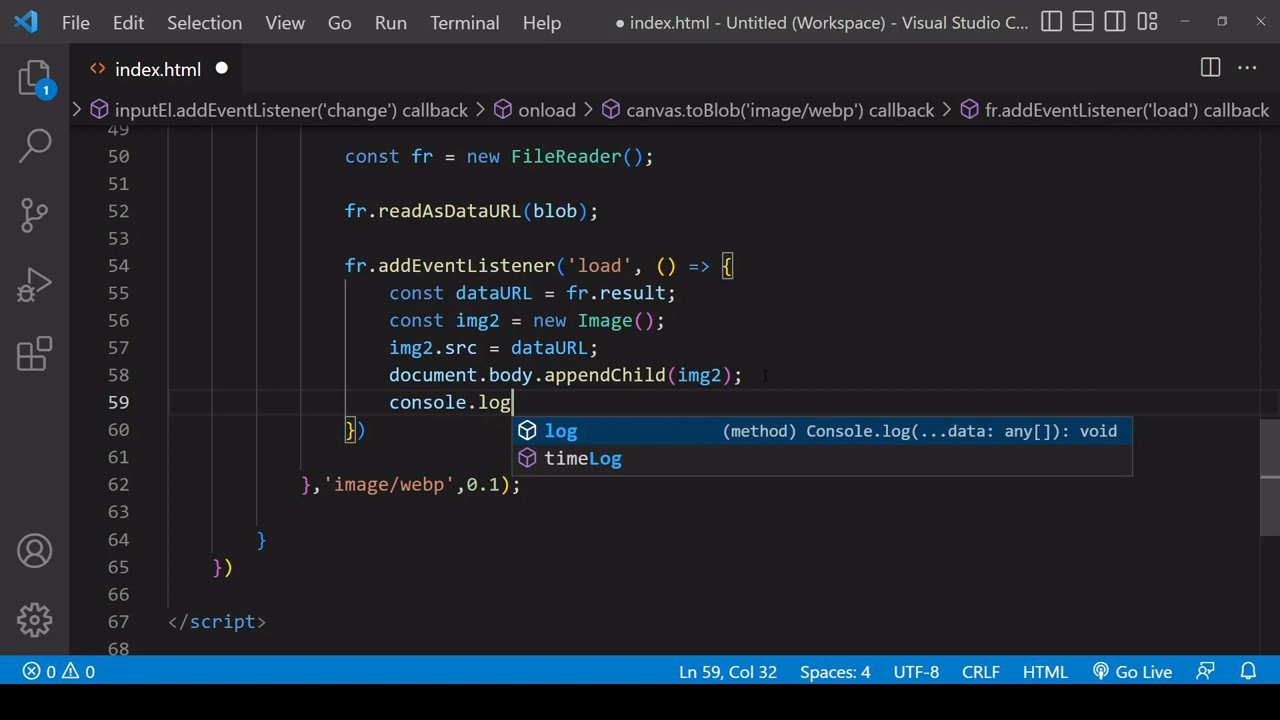 File Edit Selection View Go Run Terminal Help ● index.html - Untitled (Workspace) - Visual Studio C...
1
<> index.html
> inputEl.addEventListener('change') callback > onload > canvas.toBlob('image/webp') callback > fr.addEventListener('load') callback
49
50 const fr = new FileReader();
51
52 fr.readAsDataURL(blob);
53
54 fr.addEventListener('load', () => {
55 const dataURL = fr.result;
56 const img2 = new Image();
57 img2.src = dataURL;
58 document.body.appendChild(img2);
59 console.log
60 })
log (method) Console.log(...data: any[]): void
61
timeLog
62 },'image/webp',0.1);
63
64 }
65 })
66
67 </script>
68
0 0 Ln 59, Col 32 Spaces: 4 UTF-8 CRLF HTML Go Live